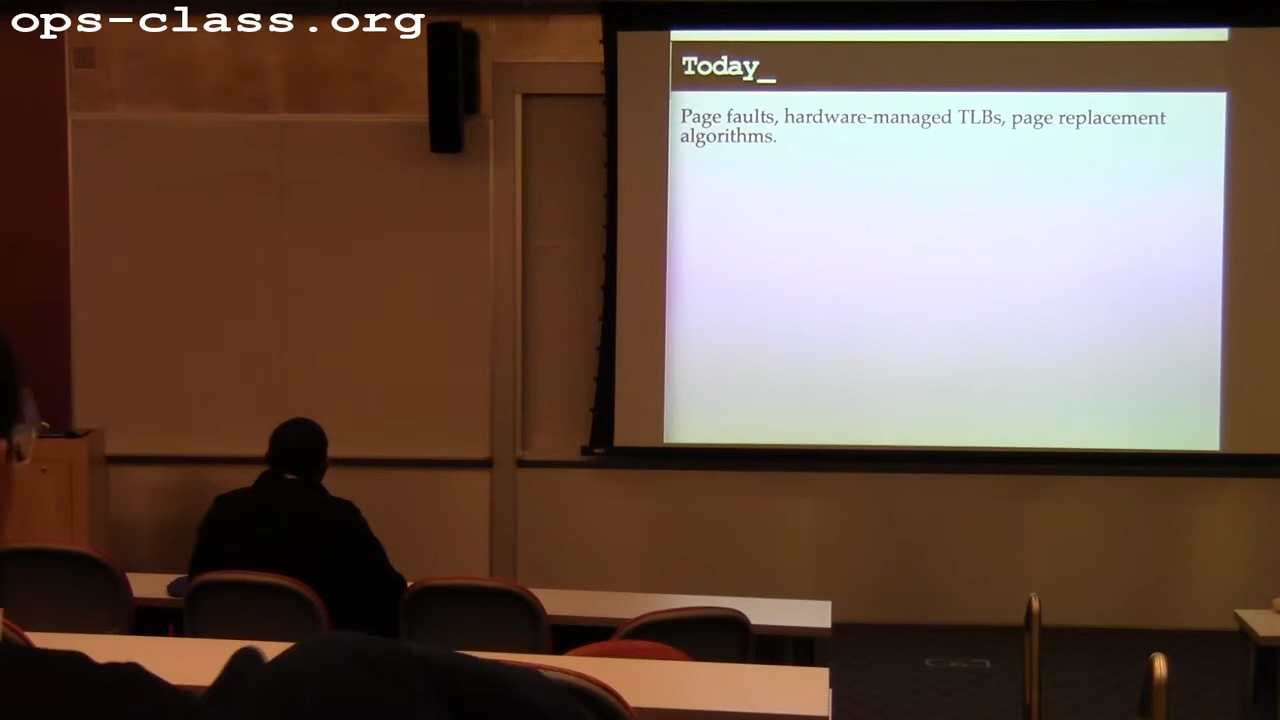 ops-class.org
Today_
Page faults, hardware-managed TLBs, page replacement
algorithms.